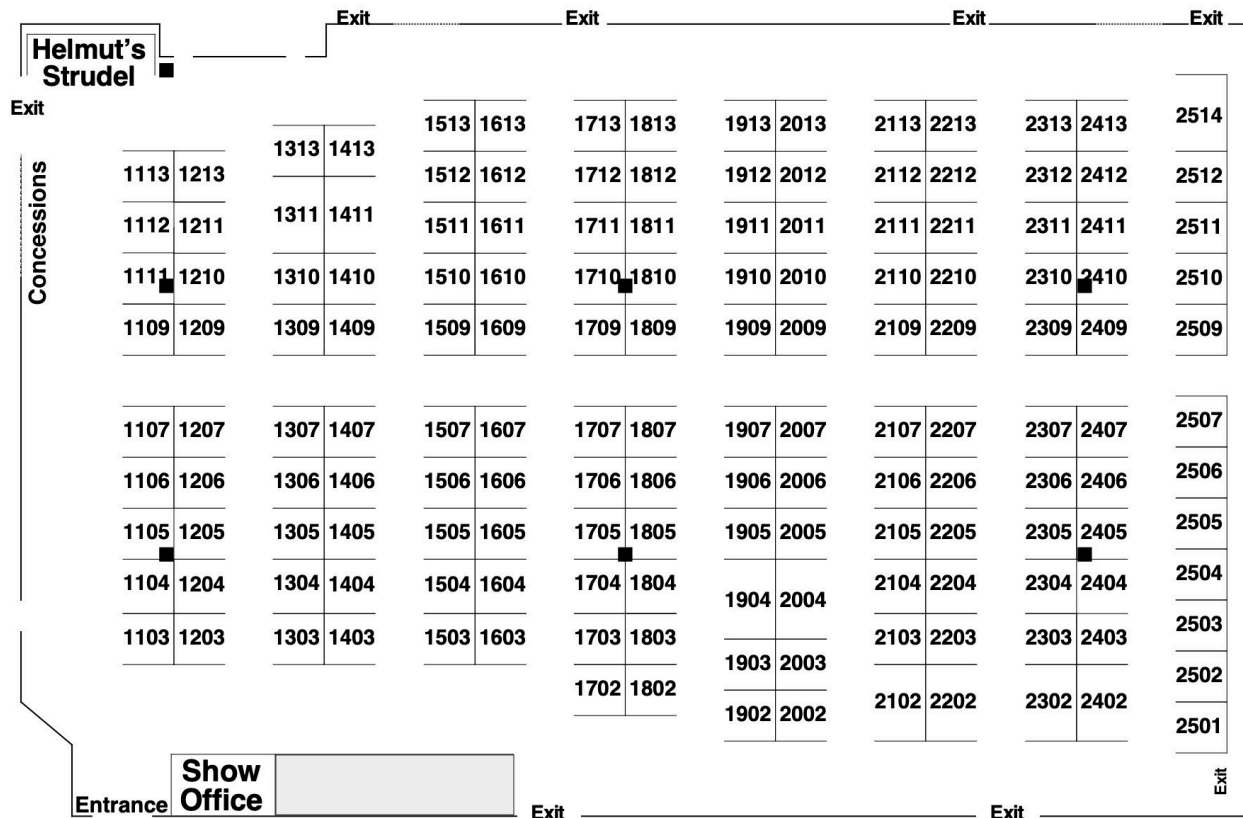 Exit Exit Exit Exit
Helmut's
Strudel
Exit
Concessions
2514
1513 1613 1713 1813 1913 2013 2113 2213 2313 2413
1313 1413
1113 1213 1512 1612 1712 1812 1912 2012 2112 2212 2312 2412 2512
1311 1411
1112 1211 1511 1611 1711 1811 1911 2011 2111 2211 2311 2411 2511
1111 1210 1310 1410 1510 1610 1710 1810 1910 2010 2110 2210 2310 2410 2510
1109 1209 1309 1409 1509 1609 1709 1809 1909 2009 2109 2209 2309 2409 2509
1107 1207 1307 1407 1507 1607 1707 1807 1907 2007 2107 2207 2307 2407 2507
1106 1206 1306 1406 1506 1606 1706 1806 1906 2006 2106 2206 2306 2406 2506
1105 1205 1305 1405 1505 1605 1705 1805 1905 2005 2105 2205 2305 2405 2505
1104 1204 1304 1404 1504 1604 1704 1804 1904 2004 2104 2204 2304 2404 2504
1103 1203 1303 1403 1503 1603 1703 1803 1903 2003 2103 2203 2303 2403 2503
1702 1802 1902 2002 2102 2202 2302 2402 2502
2501
Show
Office
Entrance
Exit Exit Exit